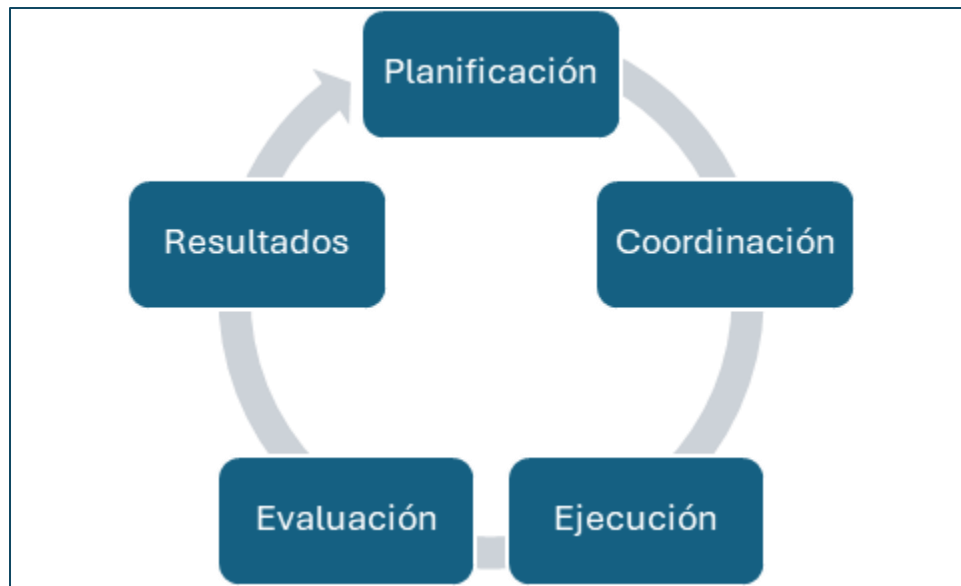 Planificación
Coordinación
Ejecución
Evaluación
Resultados